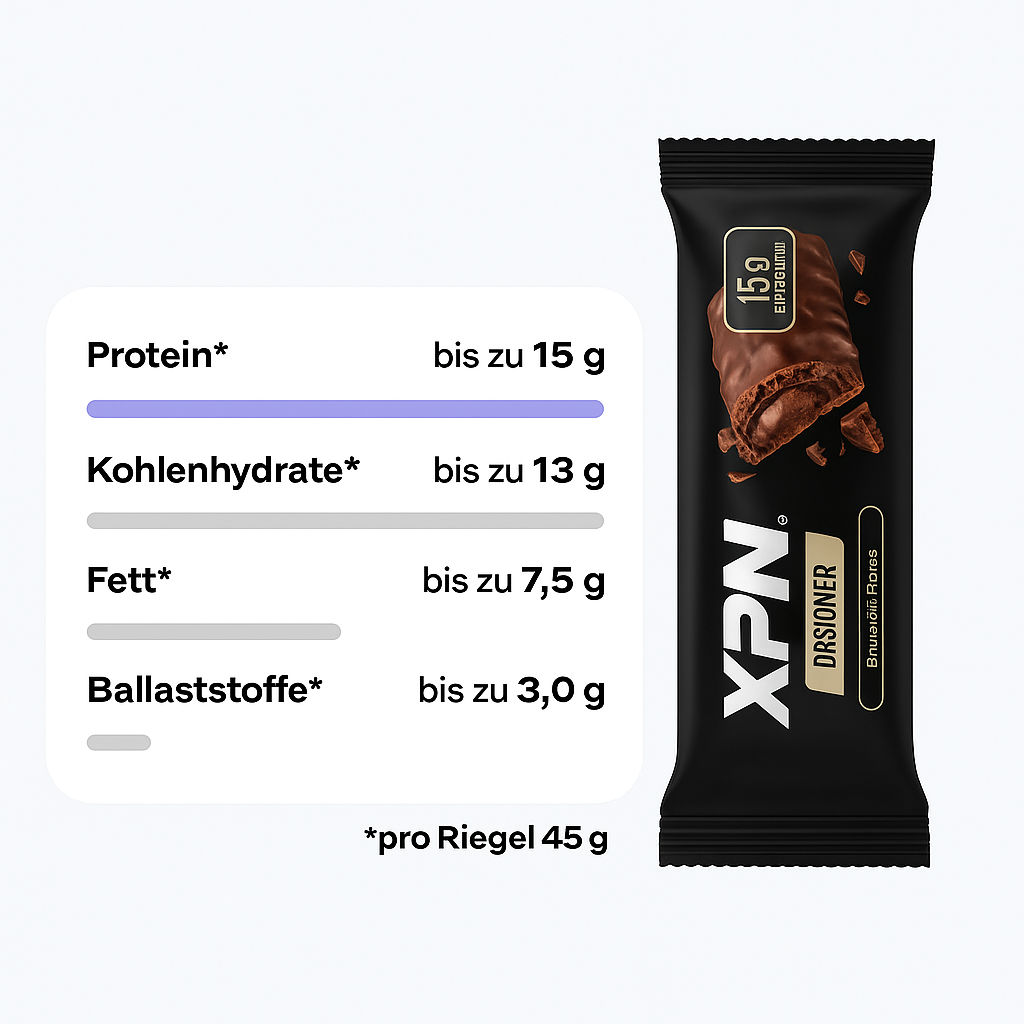 Protein* bis zu 15 g
Kohlenhydrate* bis zu 13 g
Fett* bis zu 7,5 g
Ballaststoffe* bis zu 3,0 g
*pro Riegel 45 g
15 g
XPN
DRSIONER